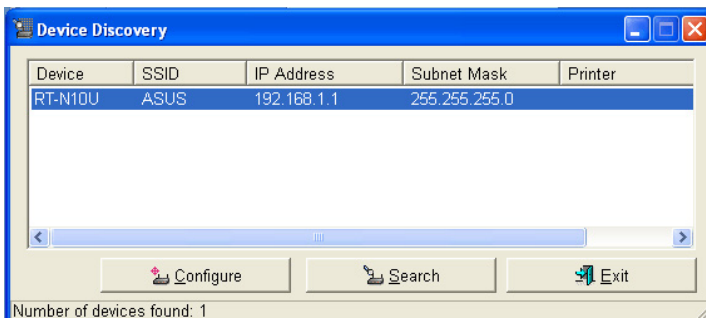 Device Discovery
Device SSID IP Address Subnet Mask Printer
RT-N10U ASUS 192.168.1.1 255.255.255.0
Configure Search Exit
Number of devices found: 1